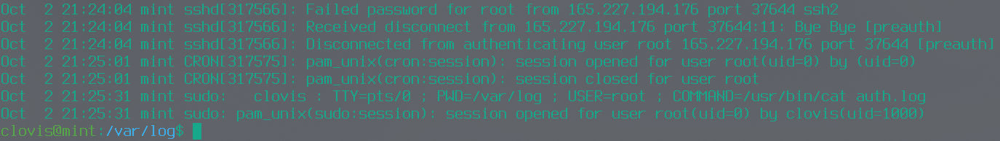 Oct  2 21:24:04 mint sshd[317566]: Failed password for root from 165.227.194.176 port 37644 ssh2
Oct  2 21:24:04 mint sshd[317566]: Received disconnect from 165.227.194.176 port 37644:11: Bye Bye [preauth]
Oct  2 21:24:04 mint sshd[317566]: Disconnected from authenticating user root 165.227.194.176 port 37644 [preauth]
Oct  2 21:25:01 mint CRON[317575]: pam_unix(cron:session): session opened for user root(uid=0) by (uid=0)
Oct  2 21:25:01 mint CRON[317575]: pam_unix(cron:session): session closed for user root
Oct  2 21:25:31 mint sudo:   clovis : TTY=pts/0 ; PWD=/var/log ; USER=root ; COMMAND=/usr/bin/cat auth.log
Oct  2 21:25:31 mint sudo: pam_unix(sudo:session): session opened for user root(uid=0) by clovis(uid=1000)
clovis@mint:/var/log$